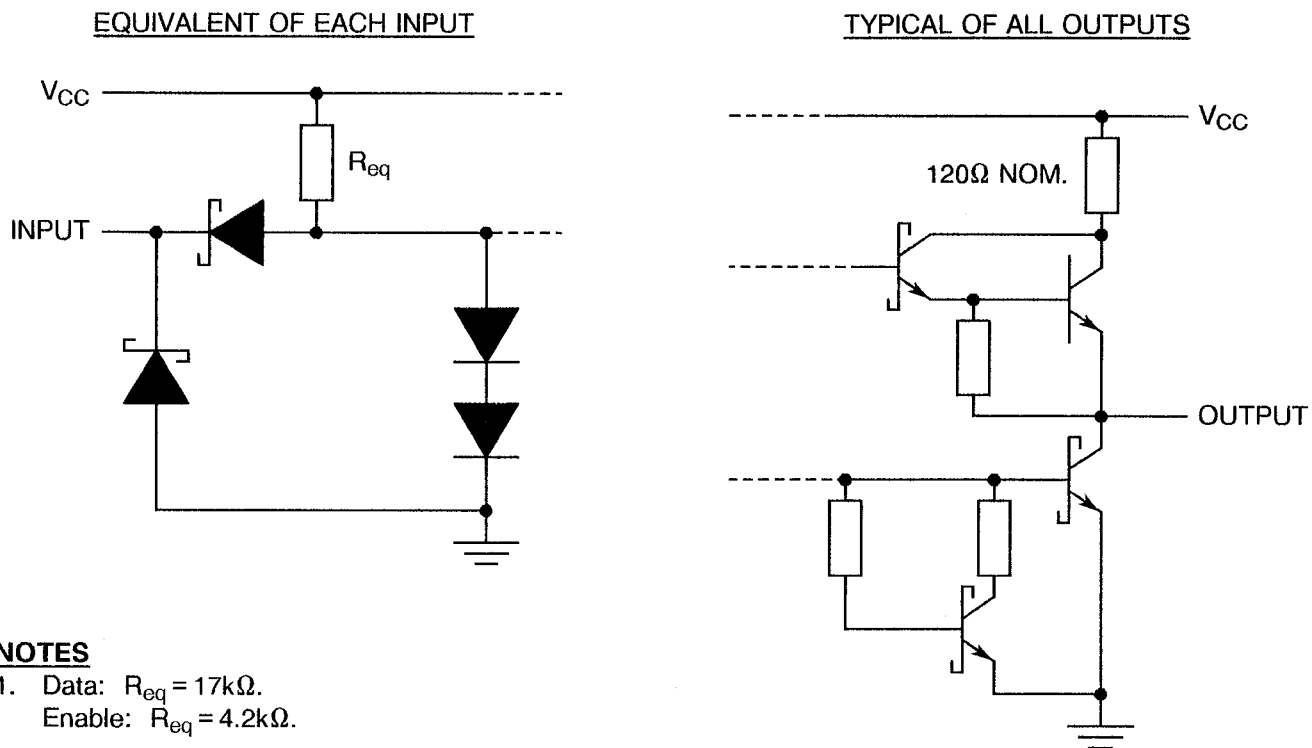 EQUIVALENT OF EACH INPUT
VCC
Req
INPUT
TYPICAL OF ALL OUTPUTS
VCC
120Ω NOM.
OUTPUT
NOTES
1. Data: Req = 17kΩ.
Enable: Req = 4.2kΩ.